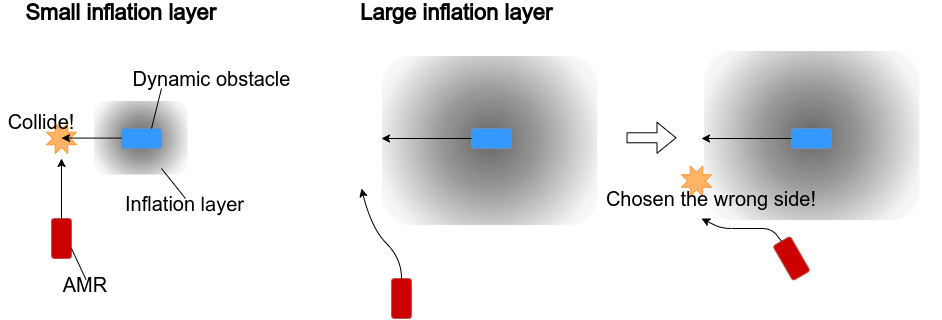 Small inflation layer
Large inflation layer
Dynamic obstacle
Collide!
Inflation layer
Chosen the wrong side!
AMR